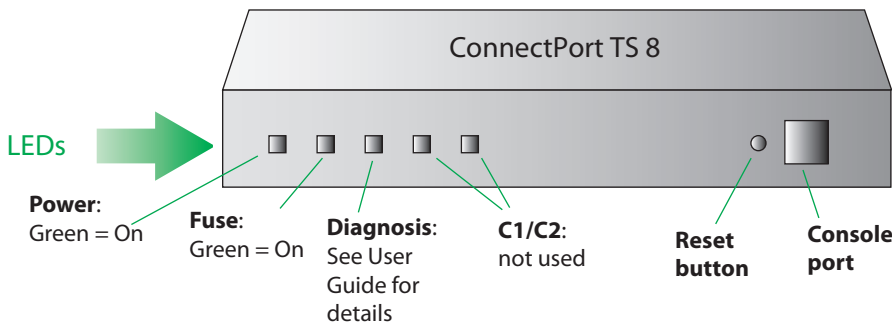 ConnectPort TS 8
LEDs
Power:
Green = On
Fuse:
Green = On
Diagnosis:
See User
Guide for
details
C1/C2:
not used
Reset
button
Console
port